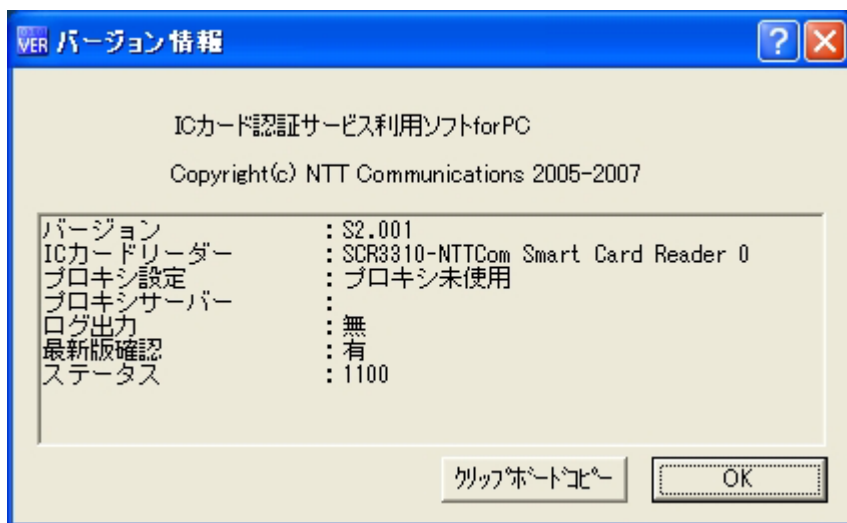 VER バージョン情報
ICカード認証サービス利用ソフトforPC
Copyright(c) NTT Communications 2005-2007
バージョン : S2.001
ICカードリーダー : SCR3310-NTTCom Smart Card Reader 0
プロキシ設定 : プロキシ未使用
プロキシサーバー :
ログ出力 : 無
最新版確認 : 有
ステータス : 1100
クリップボードコピー OK